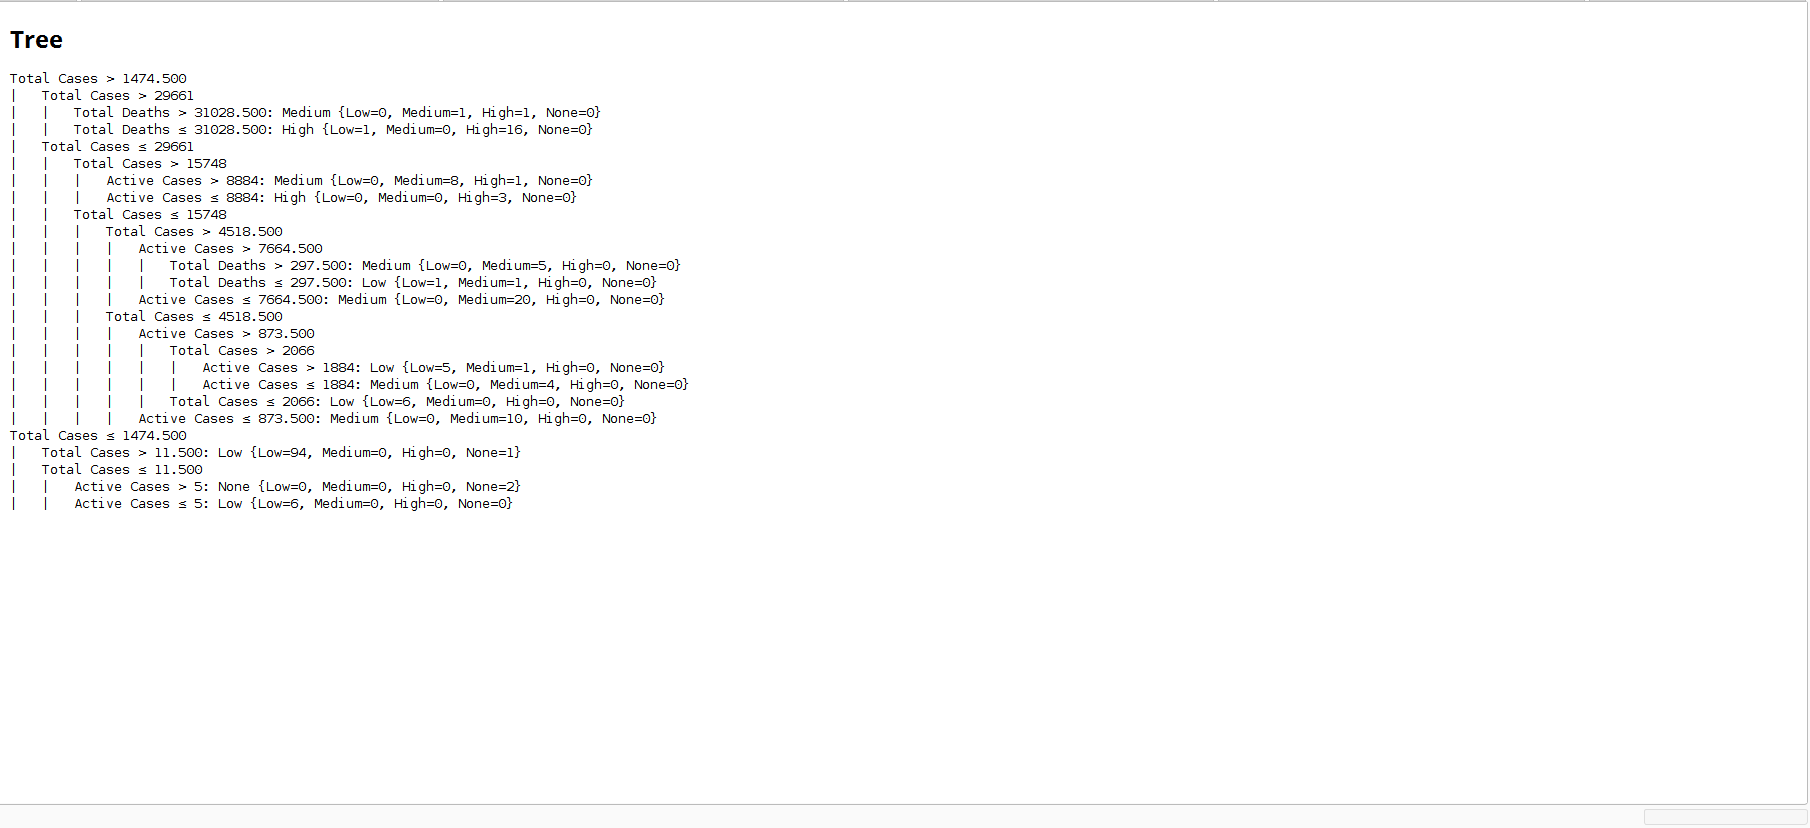 Tree
Total Cases > 1474.500
|   Total Cases > 29661
|   |   Total Deaths > 31028.500: Medium {Low=0, Medium=1, High=1, None=0}
|   |   Total Deaths ≤ 31028.500: High {Low=1, Medium=0, High=16, None=0}
|   Total Cases ≤ 29661
|   |   Total Cases > 15748
|   |   |   Active Cases > 8884: Medium {Low=0, Medium=8, High=1, None=0}
|   |   |   Active Cases ≤ 8884: High {Low=0, Medium=0, High=3, None=0}
|   |   Total Cases ≤ 15748
|   |   |   Total Cases > 4518.500
|   |   |   |   Active Cases > 7664.500
|   |   |   |   |   Total Deaths > 297.500: Medium {Low=0, Medium=5, High=0, None=0}
|   |   |   |   |   Total Deaths ≤ 297.500: Low {Low=1, Medium=1, High=0, None=0}
|   |   |   |   Active Cases ≤ 7664.500: Medium {Low=0, Medium=20, High=0, None=0}
|   |   |   Total Cases ≤ 4518.500
|   |   |   |   Active Cases > 873.500
|   |   |   |   |   Total Cases > 2066
|   |   |   |   |   |   Active Cases > 1884: Low {Low=5, Medium=1, High=0, None=0}
|   |   |   |   |   |   Active Cases ≤ 1884: Medium {Low=0, Medium=4, High=0, None=0}
|   |   |   |   |   Total Cases ≤ 2066: Low {Low=6, Medium=0, High=0, None=0}
|   |   |   |   Active Cases ≤ 873.500: Medium {Low=0, Medium=10, High=0, None=0}
Total Cases ≤ 1474.500
|   Total Cases > 11.500: Low {Low=94, Medium=0, High=0, None=1}
|   Total Cases ≤ 11.500
|   |   Active Cases > 5: None {Low=0, Medium=0, High=0, None=2}
|   |   Active Cases ≤ 5: Low {Low=6, Medium=0, High=0, None=0}